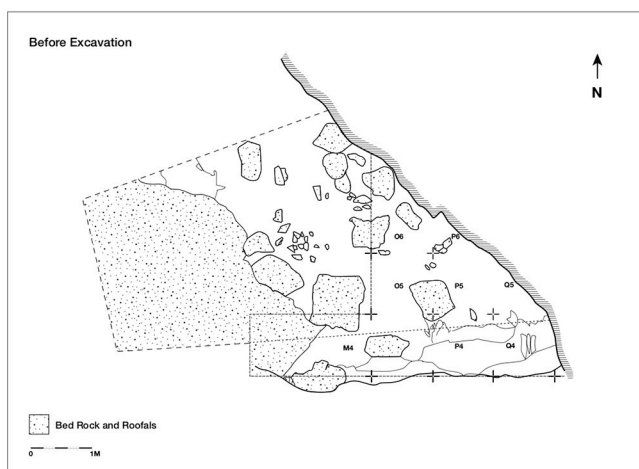 Before Excavation
N
O6
P6
O5
P5
Q5
M4
P4
Q4
Bed Rock and Roofals
0
1M